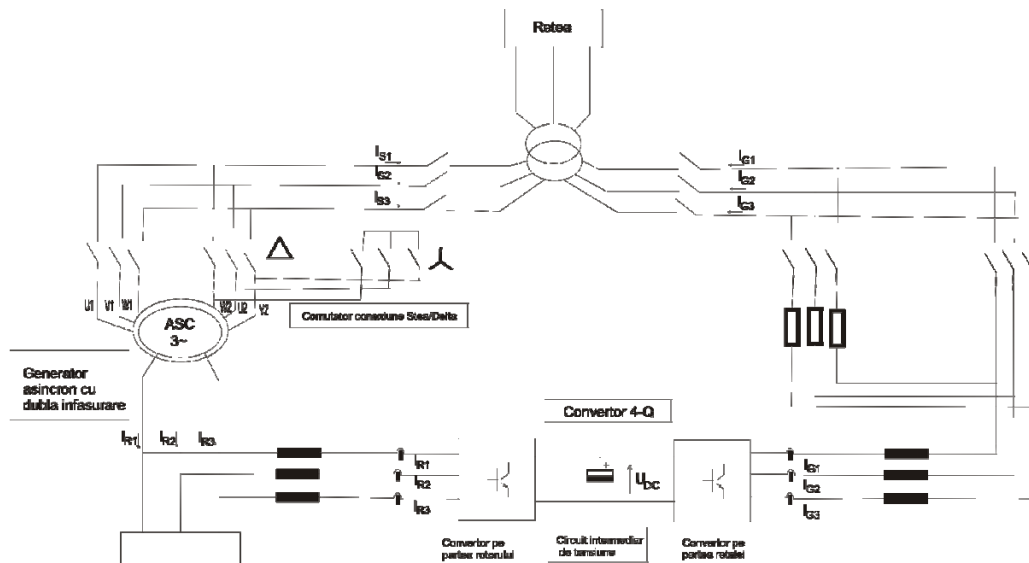 Retea
IS1
IS2
IS3
IG1
IG2
IG3
U1 V1 W1
W2 U2 V2
Comutator conexiune Stea/Delta
ASC
3~
Generator
asincron cu
dubla infasurare
Convertor 4-Q
IR1 IR2 IR3
IR1
IR2
IR3
+
UDC
IG1
IG2
IG3
Convertor pe
partea rotorului
Circuit intermediar
de tensiune
Convertor pe
partea retelei